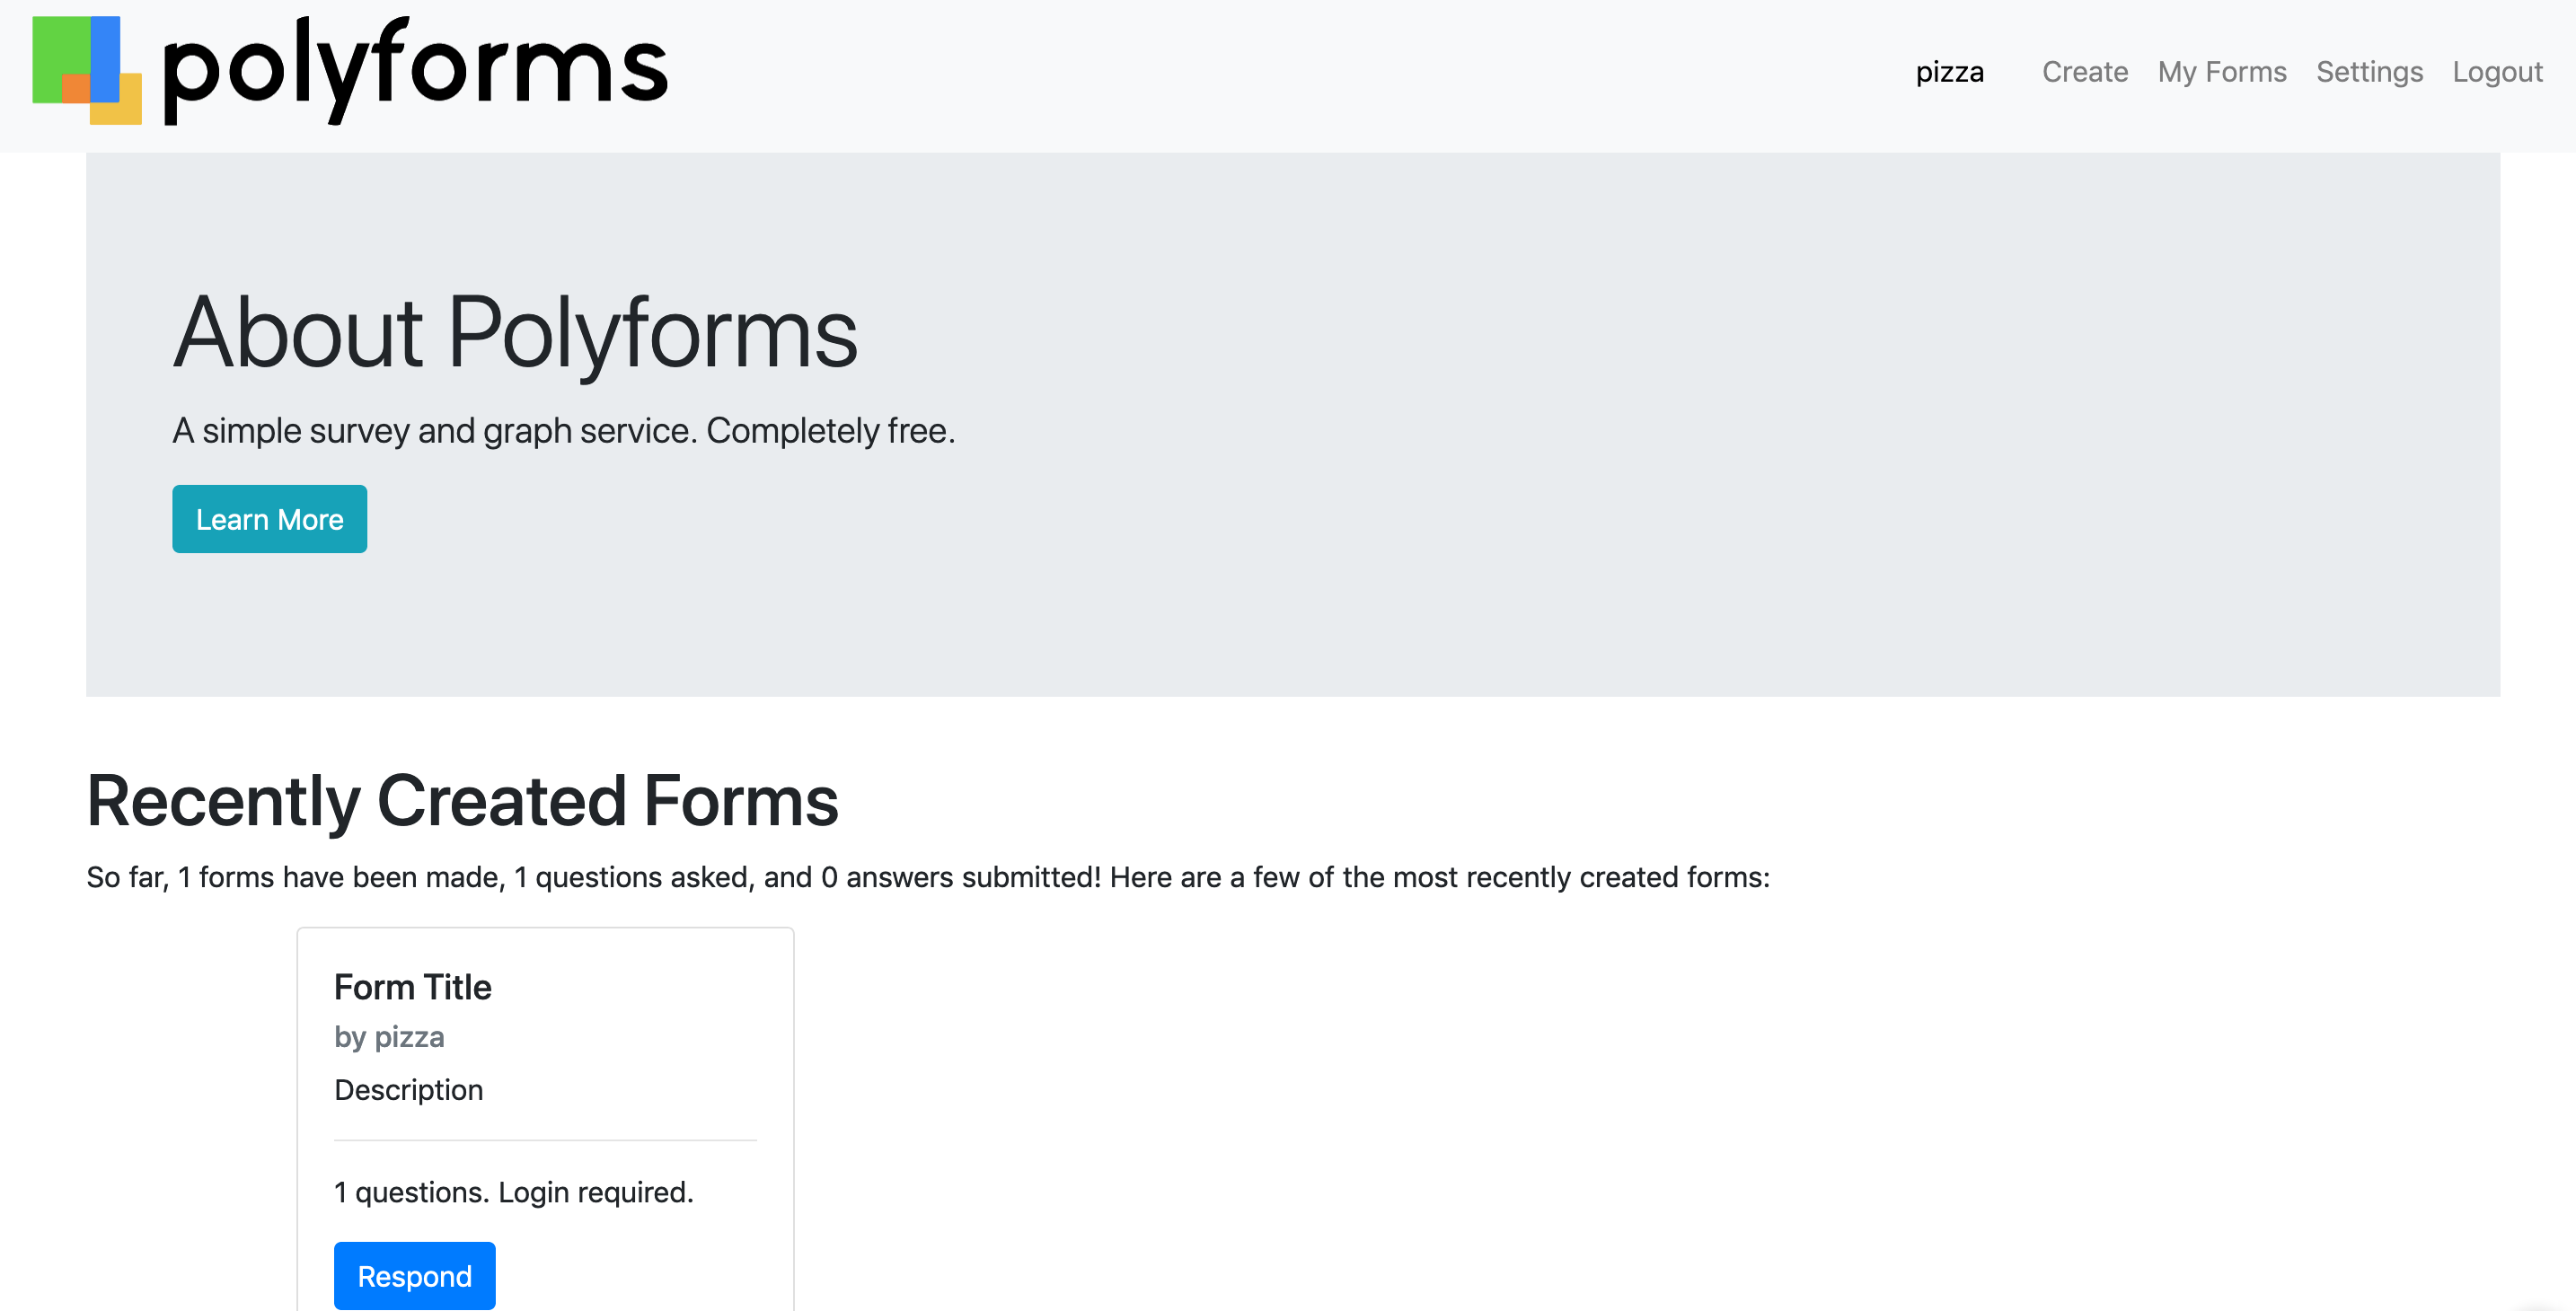 polyforms
pizza Create My Forms Settings Logout
About Polyforms
A simple survey and graph service. Completely free.
Learn More
Recently Created Forms
So far, 1 forms have been made, 1 questions asked, and 0 answers submitted! Here are a few of the most recently created forms:
Form Title
by pizza
Description
1 questions. Login required.
Respond